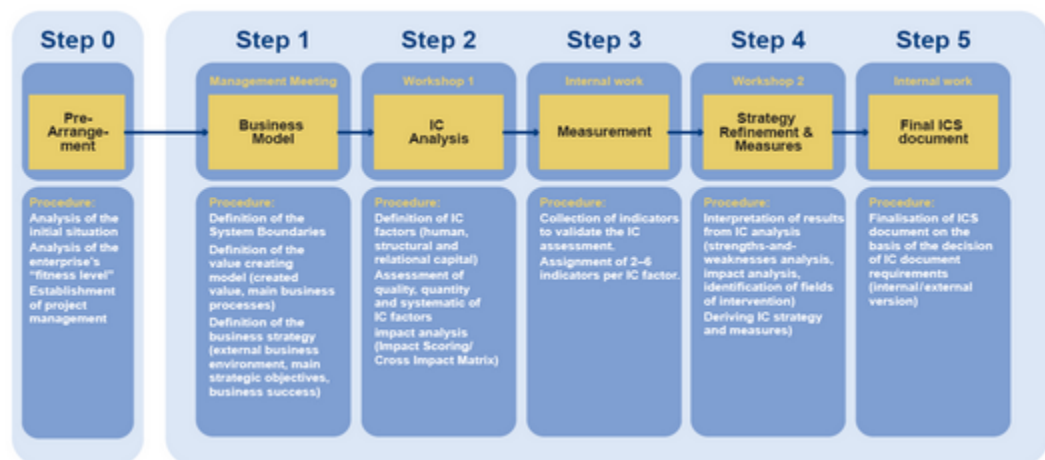 Step 0
Pre-
Arrange-
ment
Procedure:
Analysis of the
initial situation
Analysis of the
enterprise's
"fitness level"
Establishment
of project
management
Step 1
Management Meeting
Business
Model
Procedure:
Definition of the
System Boundaries
Definition of the
value creating
model (created
value, main business
processes)
Definition of the
business strategy
(external business
environment, main
strategic objectives,
business success)
Step 2
Workshop 1
IC
Analysis
Procedure:
Definition of IC
factors (human,
structural and
relational capital)
Assessment of
quality, quantity
and systematic of
IC factors
impact analysis
(Impact Scoring/
Cross Impact Matrix)
Step 3
Internal work
Measurement
Procedure:
Collection of indicators
to validate the IC
assessment.
Assignment of 2–6
indicators per IC factor.
Step 4
Workshop 2
Strategy
Refinement &
Measures
Procedure:
Interpretation of results
from IC analysis
(strengths-and-
weaknesses analysis,
impact analysis,
identification of fields
of intervention)
Deriving IC strategy
and measures)
Step 5
Internal work
Final ICS
document
Procedure:
Finalisation of ICS
document on the
basis of the decision
of IC document
requirements
(internal/external
version)